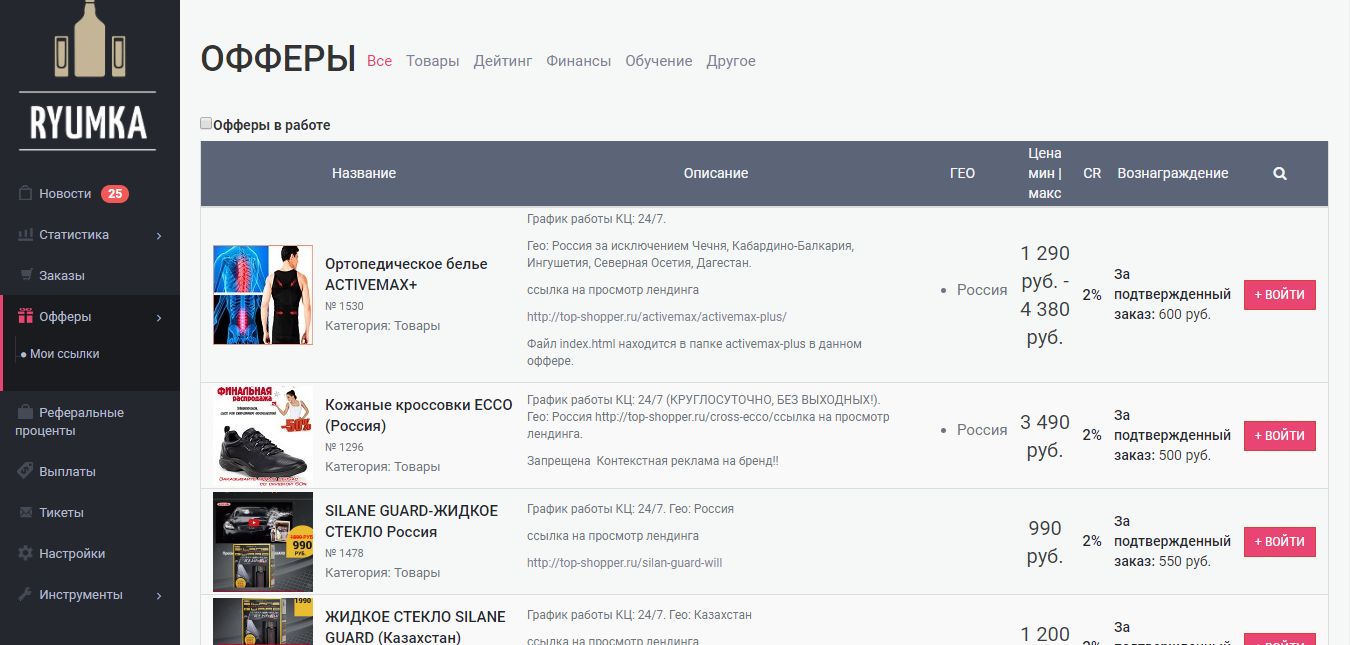 RYUMKA
Новости 25
Статистика
Заказы
Офферы
Мои ссылки
Реферальные
проценты
Выплаты
Тикеты
Настройки
Инструменты
ОФФЕРЫ Все Товары Дейтинг Финансы Обучение Другое
Офферы в работе
Название
Описание
ГЕО
Цена
мин |
макс
CR
Вознаграждение
Ортопедическое белье
ACTIVEMAX+
№ 1530
Категория: Товары
График работы КЦ: 24/7.
Гео: Россия за исключением Чечня, Кабардино-Балкария,
Ингушетия, Северная Осетия, Дагестан.
ссылка на просмотр лендинга
http://top-shopper.ru/activemax/activemax-plus/
Файл index.html находится в папке activemax-plus в данном
оффере.
Россия
1 290
руб. -
4 380
руб.
2%
За
подтвержденный
заказ: 600 руб.
+ ВОЙТИ
ФИНАЛЬНАЯ
распродажа
-50%
Кожаные кроссовки ECCO
(Россия)
№ 1296
Категория: Товары
График работы КЦ: 24/7 (КРУГЛОСУТОЧНО, БЕЗ ВЫХОДНЫХ!).
Гео: Россия http://top-shopper.ru/cross-ecco/ссылка на просмотр
лендинга.
Запрещена Контекстная реклама на бренд!!
Россия
3 490
руб.
2%
За
подтвержденный
заказ: 500 руб.
+ ВОЙТИ
990
РУБ.
SILANE GUARD-ЖИДКОЕ
СТЕКЛО Россия
№ 1478
Категория: Товары
График работы КЦ: 24/7. Гео: Россия
ссылка на просмотр лендинга
http://top-shopper.ru/silan-guard-will
990
руб.
2%
За
подтвержденный
заказ: 550 руб.
+ ВОЙТИ
1990
ЖИДКОЕ СТЕКЛО SILANE
GUARD (Казахстан)
График работы КЦ: 24/7. Гео: Казахстан
ссылка на просмотр лендинга
1 200
2%
За
подтвержденный
+ ВОЙТИ